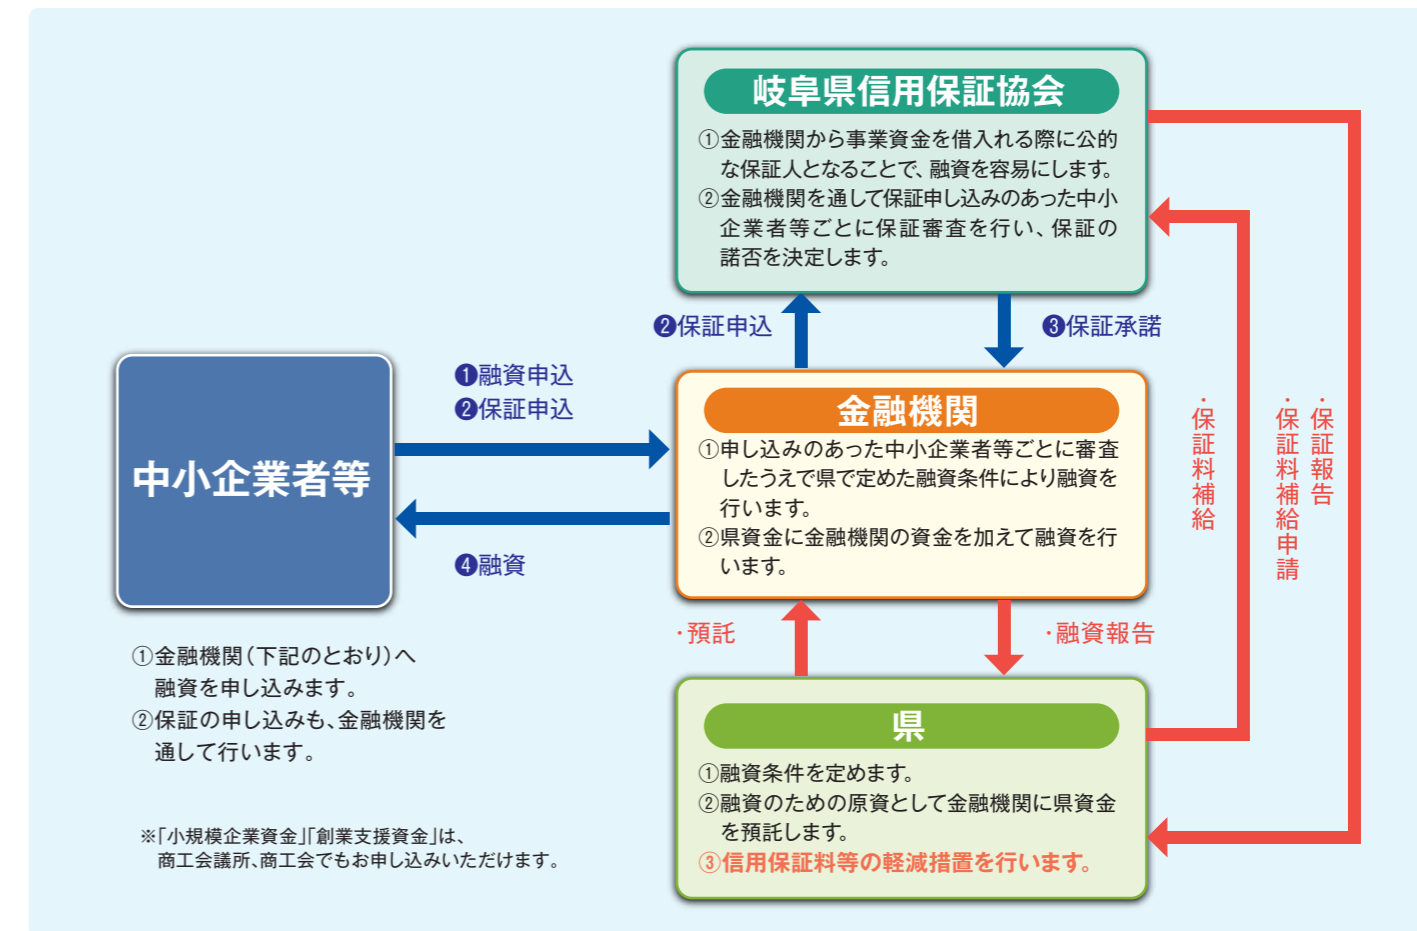 岐阜県信用保証協会
①金融機関から事業資金を借入れる際に公的
な保証人となることで、融資を容易にします。
②金融機関を通して保証申し込みのあった中小
企業者等ごとに保証審査を行い、保証の
諾否を決定します。
❷保証申込
❸保証承諾
❶融資申込
❷保証申込
中小企業者等
❹融資
金融機関
①申し込みのあった中小企業者等ごとに審査
したうえで県で定めた融資条件により融資を
行います。
②県資金に金融機関の資金を加えて融資を行
います。
・保証料補給
・保証報告
・保証料補給申請
・預託
・融資報告
①金融機関（下記のとおり）へ
融資を申し込みます。
②保証の申し込みも、金融機関を
通して行います。
※「小規模企業資金」「創業支援資金」は、
商工会議所、商工会でもお申し込みいただけます。
県
①融資条件を定めます。
②融資のための原資として金融機関に県資金
を預託します。
③信用保証料等の軽減措置を行います。